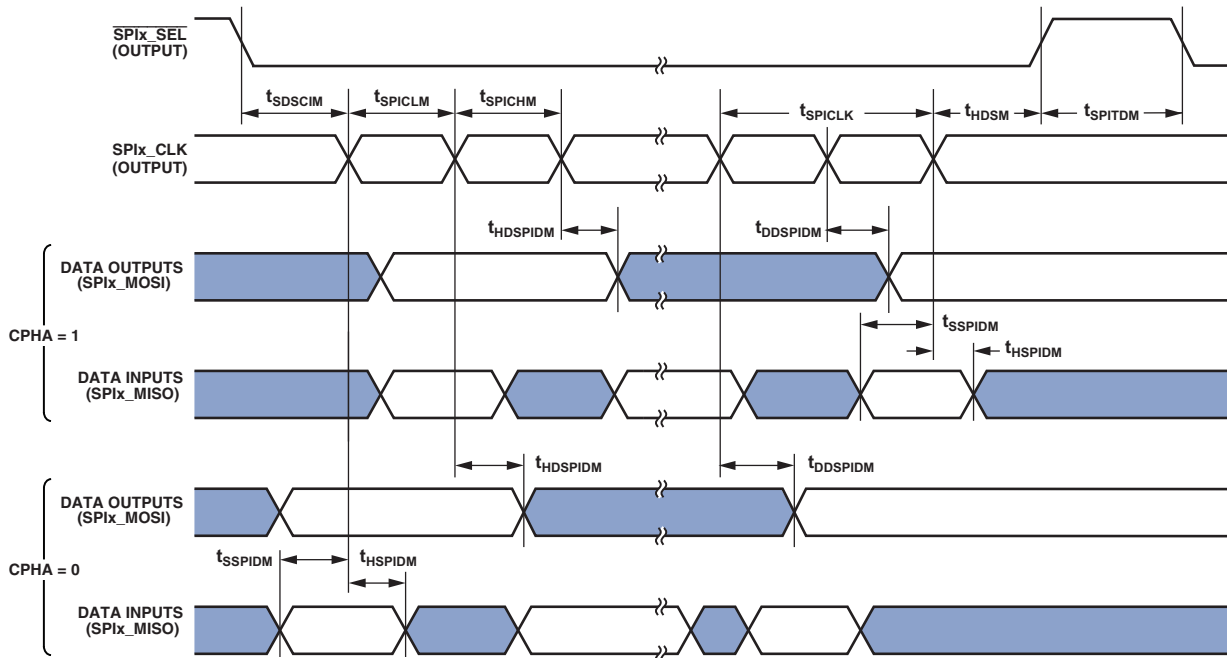 SPIx_SEL
(OUTPUT)
tSDSCIM
tSPICLM
tSPICHM
tSPICLK
tHDSM
tSPITDM
SPIx_CLK
(OUTPUT)
tHDSPIDM
tDDSPIDM
DATA OUTPUTS
(SPIx_MOSI)
CPHA = 1
tSSPIDM
tHSPIDM
DATA INPUTS
(SPIx_MISO)
tHDSPIDM
tDDSPIDM
DATA OUTPUTS
(SPIx_MOSI)
CPHA = 0
tSSPIDM
tHSPIDM
DATA INPUTS
(SPIx_MISO)